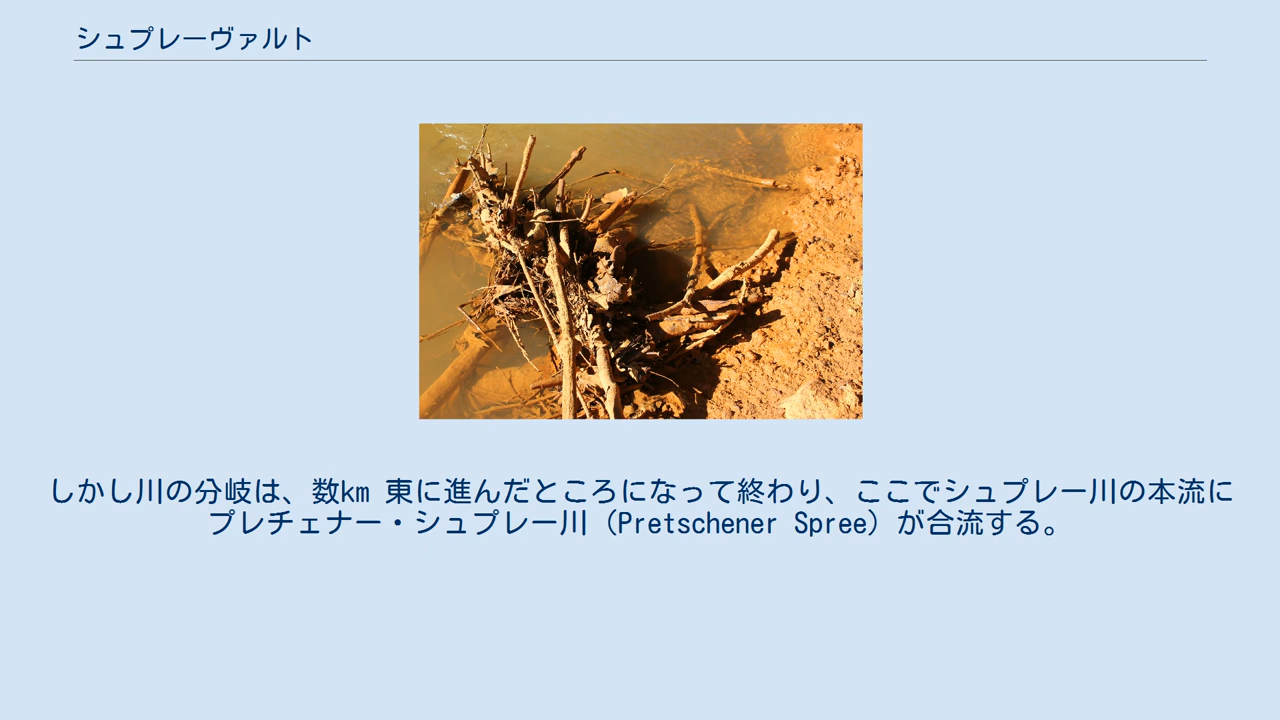 シュプレーヴァルト
しかし川の分岐は、数km 東に進んだところになって終わり、ここでシュプレー川の本流に
プレチェナー・シュプレー川（Pretschener Spree）が合流する。